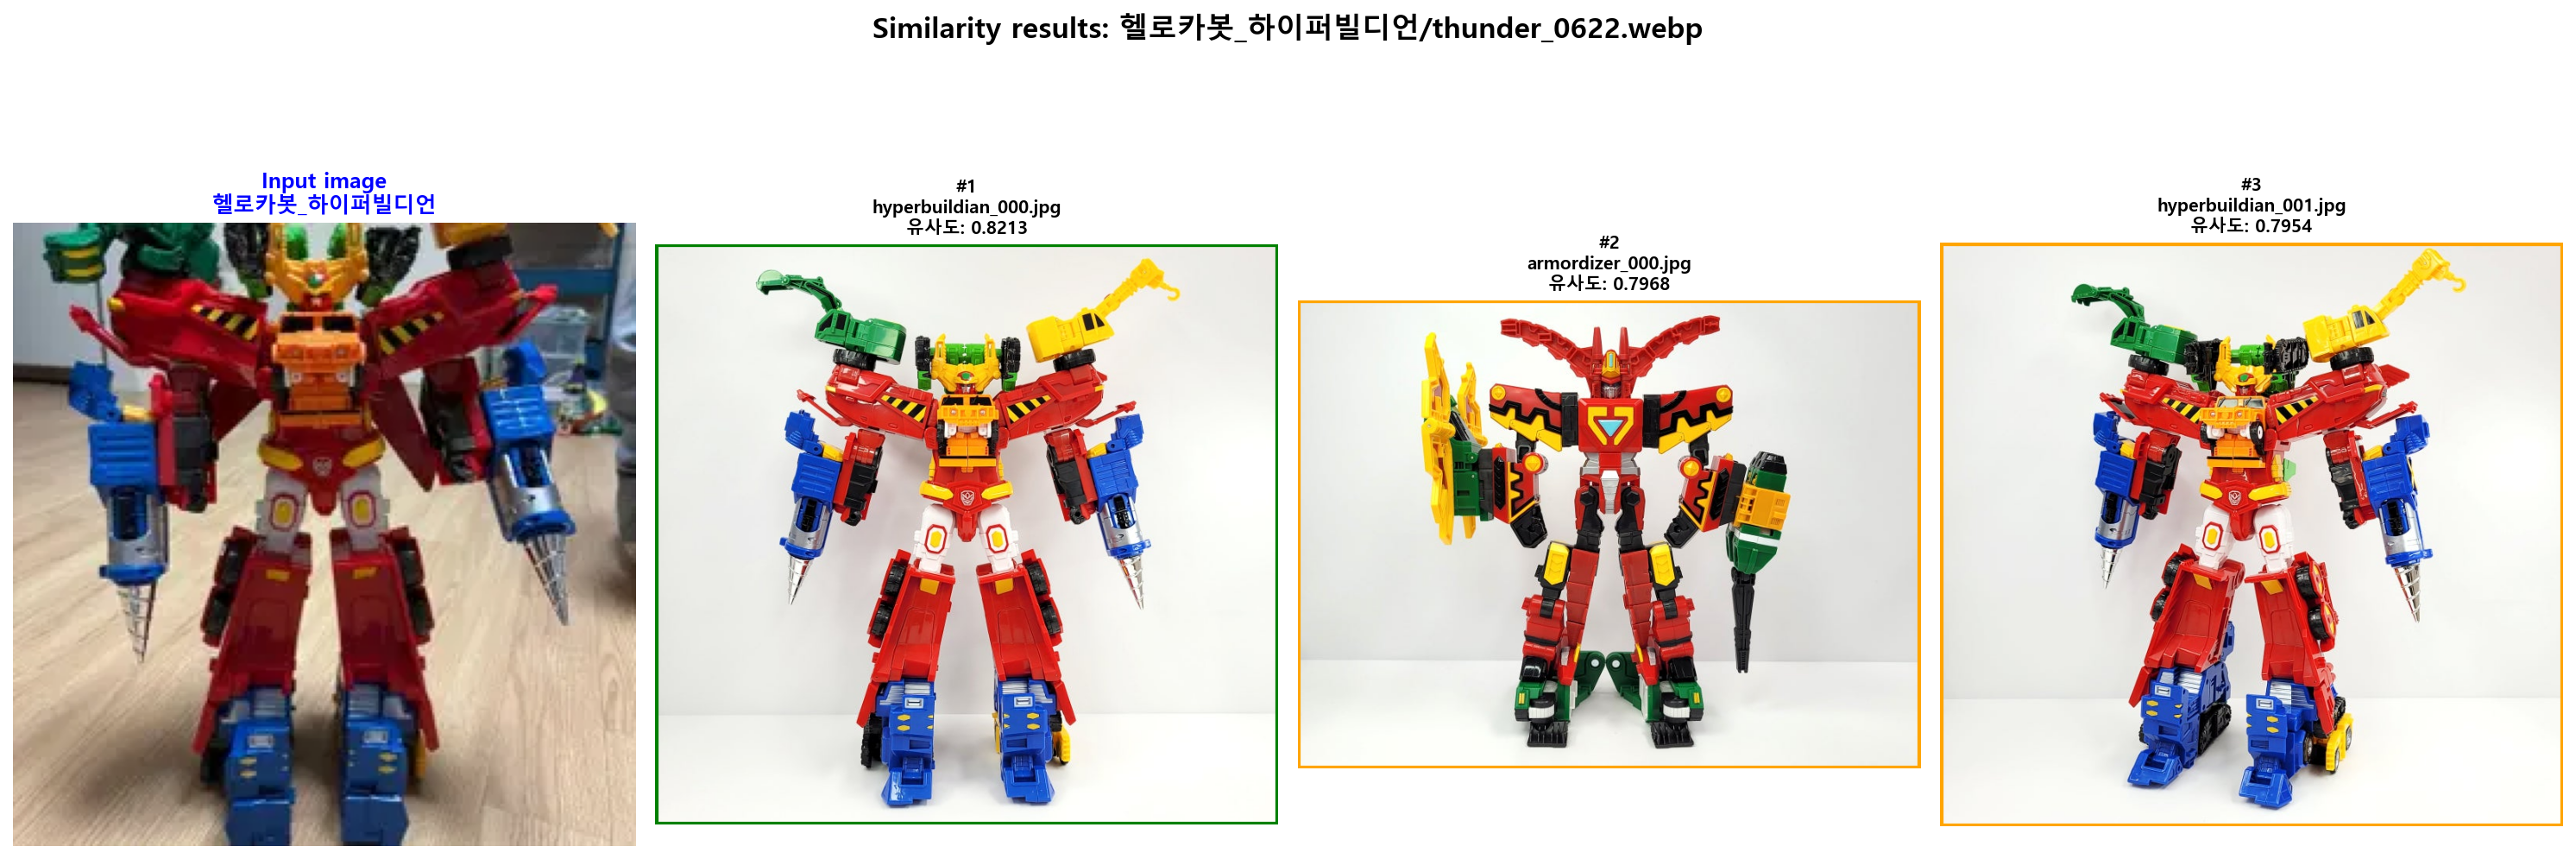 Similarity results: 헬로카봇_하이퍼빌디언/thunder_0622.webp
Input image
헬로카봇_하이퍼빌디언
#1
hyperbuildian_000.jpg
유사도: 0.8213
#2
armordizer_000.jpg
유사도: 0.7968
#3
hyperbuildian_001.jpg
유사도: 0.7954